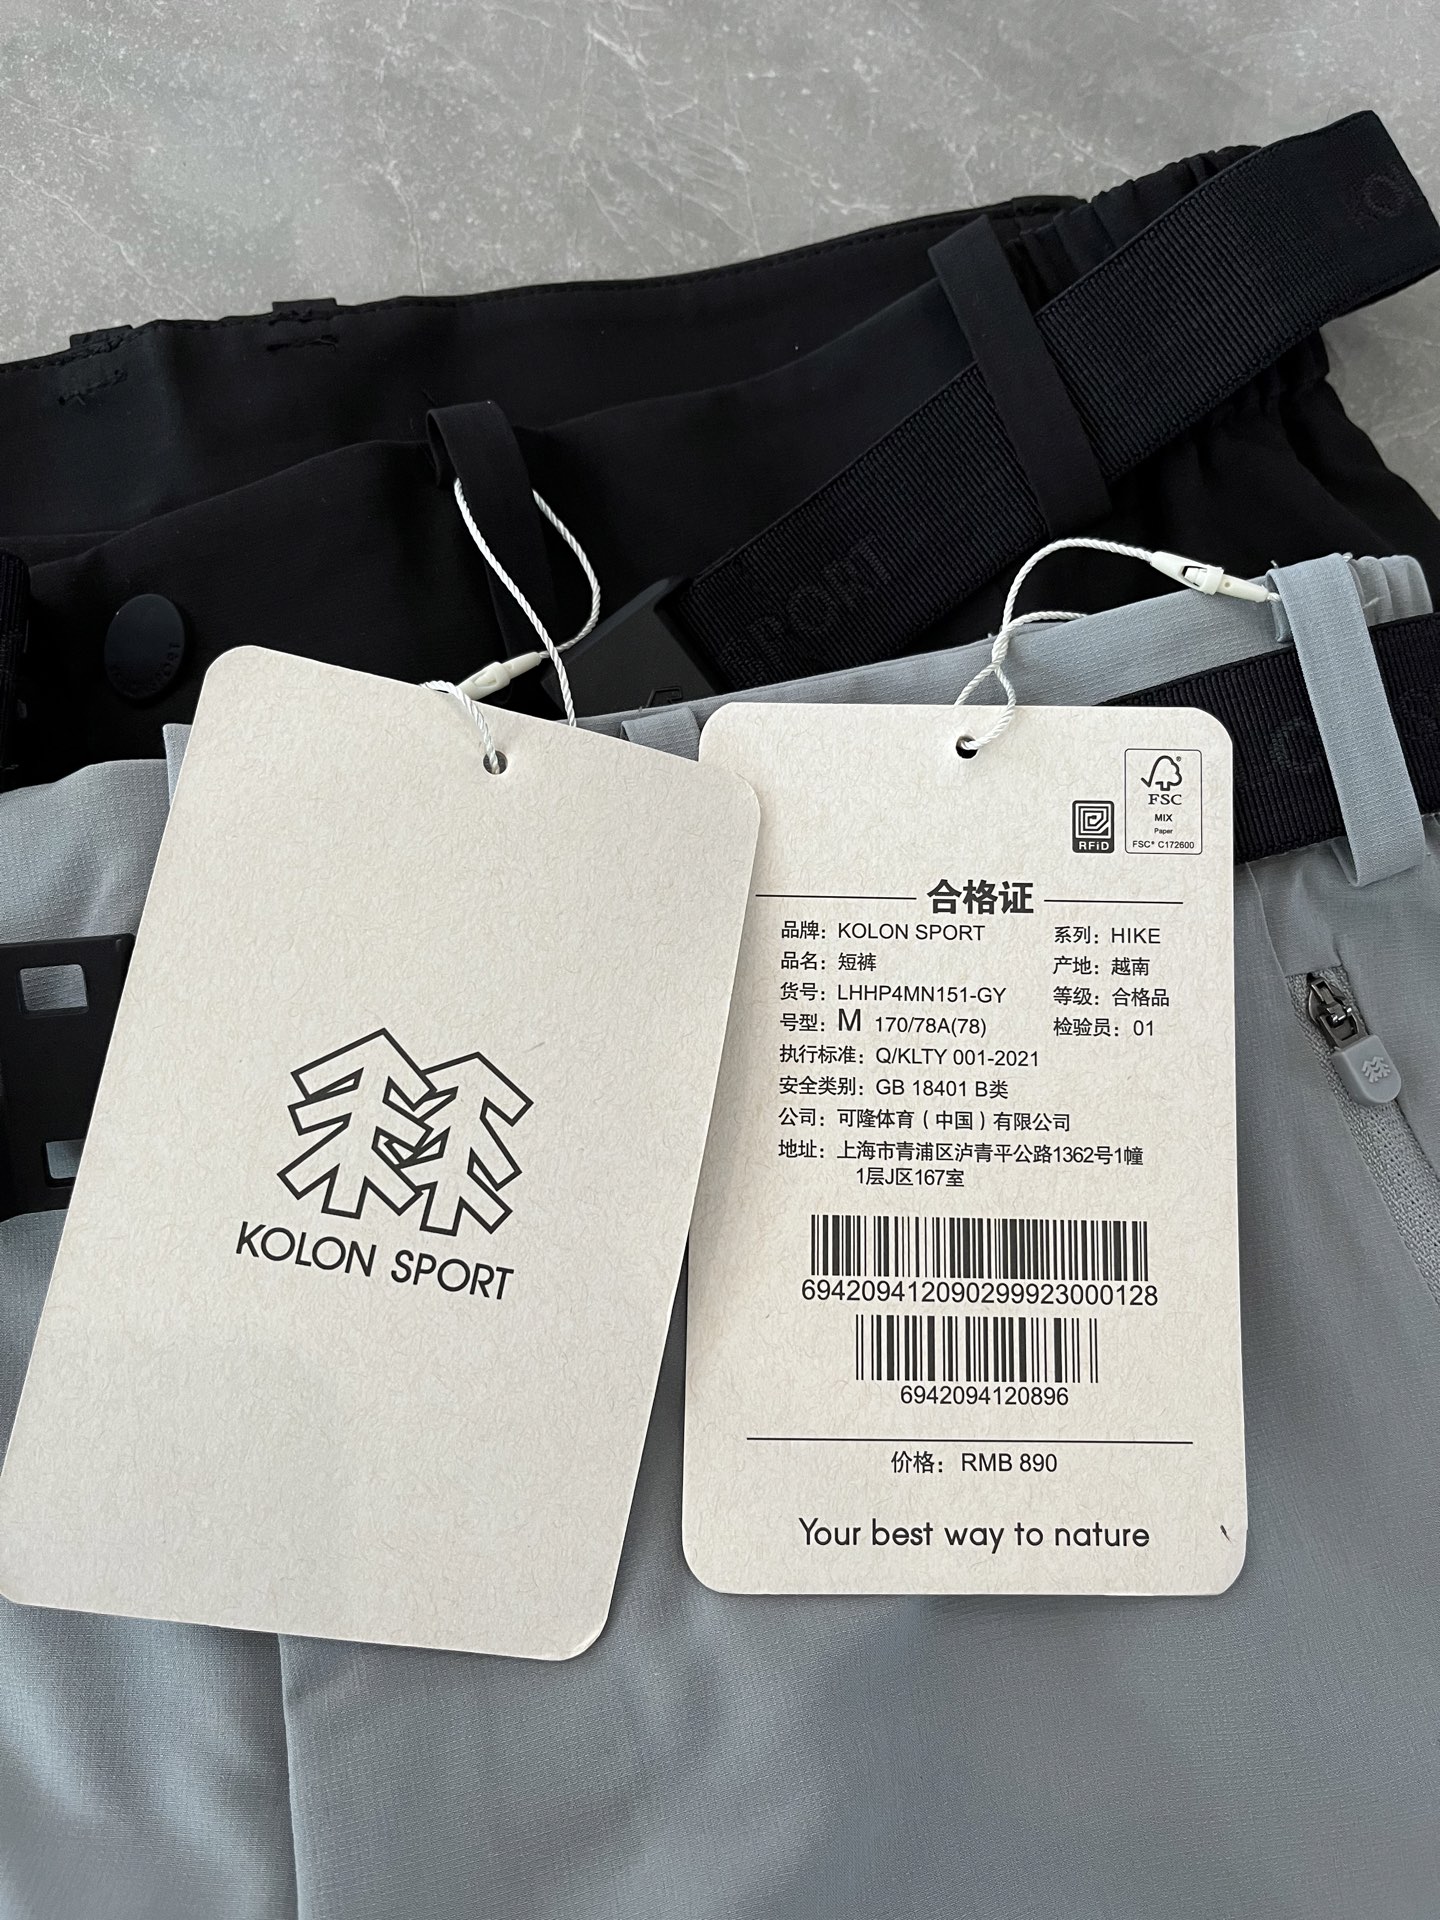 SPORT
KOLON SPORT
FSC
MIX
Paper
FSC® C172600
RFiD
合格证
品牌：KOLON SPORT 系列：HIKE
品名：短裤 产地：越南
货号：LHHP4MN151-GY 等级：合格品
号型：M 170/78A(78) 检验员：01
执行标准：Q/KLTY 001-2021
安全类别：GB 18401 B类
公司：可隆体育（中国）有限公司
地址：上海市青浦区泸青平公路1362号1幢
1层J区167室
69420941209029992300‌0128
6942094120896
价格：RMB 890
Your best way to nature